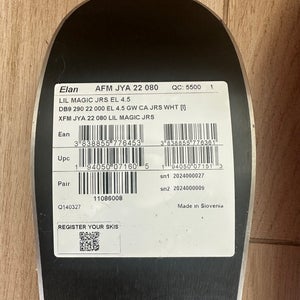 Elan AFM JYA 22 080 QC: 5500 1
LIL MAGIC JRS EL 4.5
DB9 290 22 000 EL 4.5 GW CA JRS WHT [!]
XFM JYA 22 080 LIL MAGIC JRS
Ean
Upc
Pair
11086008
sn1 2024000027
sn2 2024000009
Q140327
Made in Slovenia
REGISTER YOUR SKIS